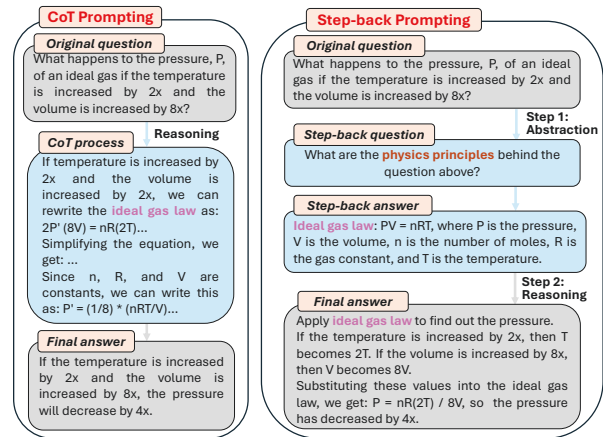 CoT Prompting
Original question
What happens to the pressure, P,
of an ideal gas if the temperature
is increased by 2x and the
volume is increased by 8x?
Reasoning
CoT process
If temperature is increased by
2x and the volume is
increased by 2x, we can
rewrite the ideal gas law as:
2P' (8V) = nR(2T)...
Simplifying the equation, we
get: ...
Since n, R, and V are
constants, we can write this
as: P' = (1/8) * (nRT/V)...
Final answer
If the temperature is increased
by 2x and the volume is
increased by 8x, the pressure
will decrease by 4x.
Step-back Prompting
Original question
What happens to the pressure, P, of an ideal
gas if the temperature is increased by 2x and
the volume is increased by 8x?
Step 1:
Abstraction
Step-back question
What are the physics principles behind the
question above?
Step-back answer
Ideal gas law: PV = nRT, where P is the pressure,
V is the volume, n is the number of moles, R is
the gas constant, and T is the temperature.
Step 2:
Reasoning
Final answer
Apply ideal gas law to find out the pressure.
If the temperature is increased by 2x, then T
becomes 2T. If the volume is increased by 8x,
then V becomes 8V.
Substituting these values into the ideal gas
law, we get: P = nR(2T) / 8V, so the pressure
has decreased by 4x.